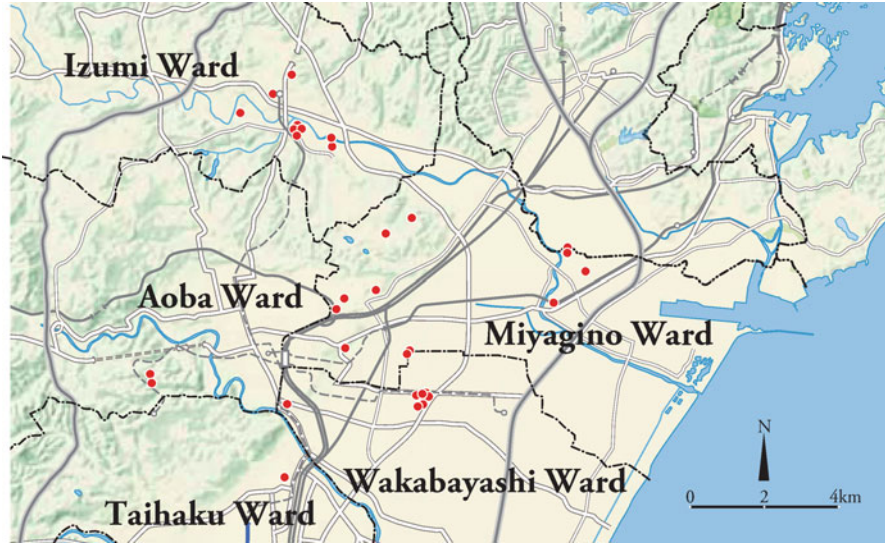 Izumi Ward
Aoba Ward
Miyagino Ward
Wakabayashi Ward
Taihaku Ward
N
0 2 4km